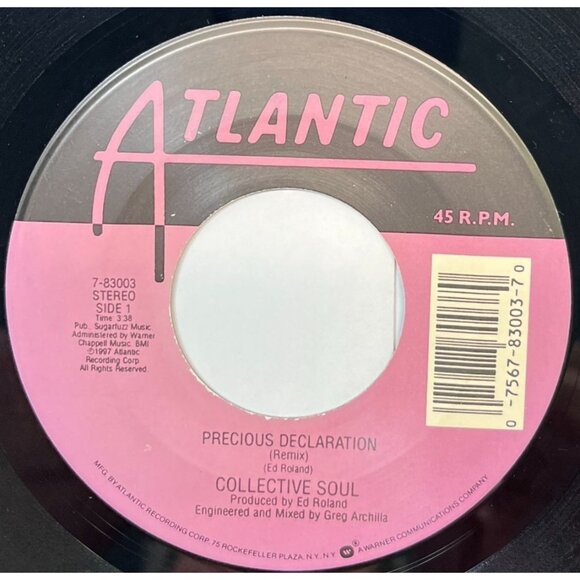 ATLANTIC
45 R.P.M.
7-83003
STEREO
SIDE 1
Time: 3:38
Pub. Sugarfuzz Music.
Administered by Warner
Chappell Music. BMI
℗1997 Atlantic
Recording Corp
All Rights Reserved
0 7567-83003-7 0
PRECIOUS DECLARATION
(Remix)
(Ed Roland)
COLLECTIVE SOUL
Produced by Ed Roland
Engineered and Mixed by Greg Archilla
MFG. BY ATLANTIC RECORDING CORP. 75 ROCKEFELLER PLAZA, N.Y., N.Y. W ® A WARNER COMMUNICATIONS COMPANY